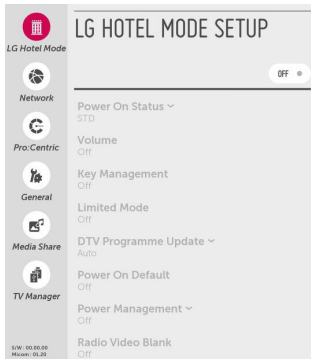 LG HOTEL MODE SETUP
OFF
LG Hotel Mode
Network
Pro:Centric
General
Media Share
TV Manager
S/W : 00.00.00
Micom : 01.20
Power On Status
STD
Volume
Off
Key Management
Off
Limited Mode
Off
DTV Programme Update
Auto
Power On Default
Off
Power Management
Off
Radio Video Blank
Off